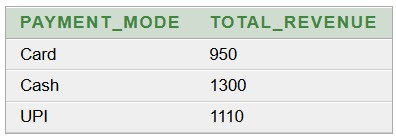 PAYMENT_MODE TOTAL_REVENUE
Card 950
Cash 1300
UPI 1110